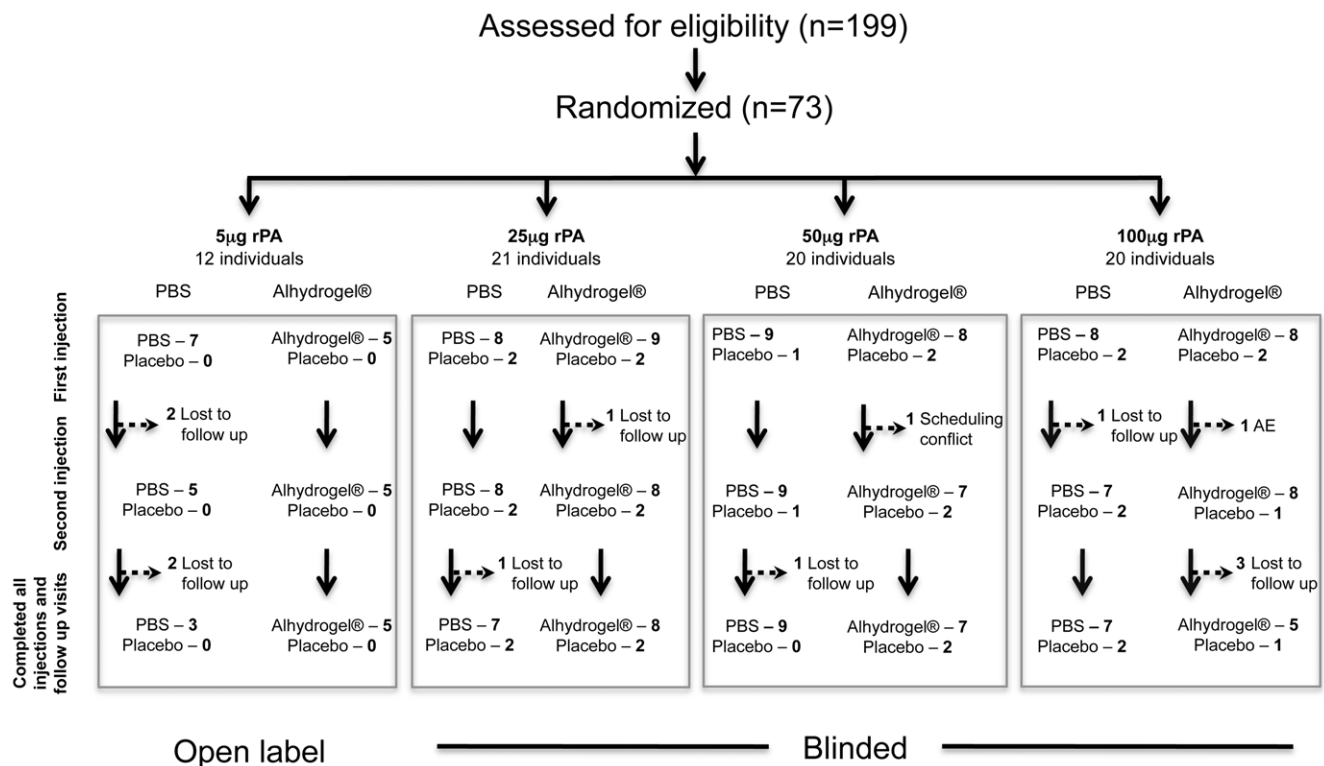 Assessed for eligibility (n=199)
Randomized (n=73)
5µg rPA
12 individuals
25µg rPA
21 individuals
50µg rPA
20 individuals
100µg rPA
20 individuals
PBS
Alhydrogel®
PBS
Alhydrogel®
PBS
Alhydrogel®
PBS
Alhydrogel®
First injection
PBS – 7
Placebo – 0
Alhydrogel® – 5
Placebo – 0
PBS – 8
Placebo – 2
Alhydrogel® – 9
Placebo – 2
PBS – 9
Placebo – 1
Alhydrogel® – 8
Placebo – 2
PBS – 8
Placebo – 2
Alhydrogel® – 8
Placebo – 2
2 Lost to
follow up
1 Lost to
follow up
1 Scheduling
conflict
1 Lost to
follow up
1 AE
Second injection
PBS – 5
Placebo – 0
Alhydrogel® – 5
Placebo – 0
PBS – 8
Placebo – 2
Alhydrogel® – 8
Placebo – 2
PBS – 9
Placebo – 1
Alhydrogel® – 7
Placebo – 2
PBS – 7
Placebo – 2
Alhydrogel® – 8
Placebo – 1
2 Lost to
follow up
1 Lost to
follow up
1 Lost to
follow up
3 Lost to
follow up
Completed all
injections and
follow up visits
PBS – 3
Placebo – 0
Alhydrogel® – 5
Placebo – 0
PBS – 7
Placebo – 2
Alhydrogel® – 8
Placebo – 2
PBS – 9
Placebo – 0
Alhydrogel® – 7
Placebo – 2
PBS – 7
Placebo – 2
Alhydrogel® – 5
Placebo – 1
Open label
Blinded